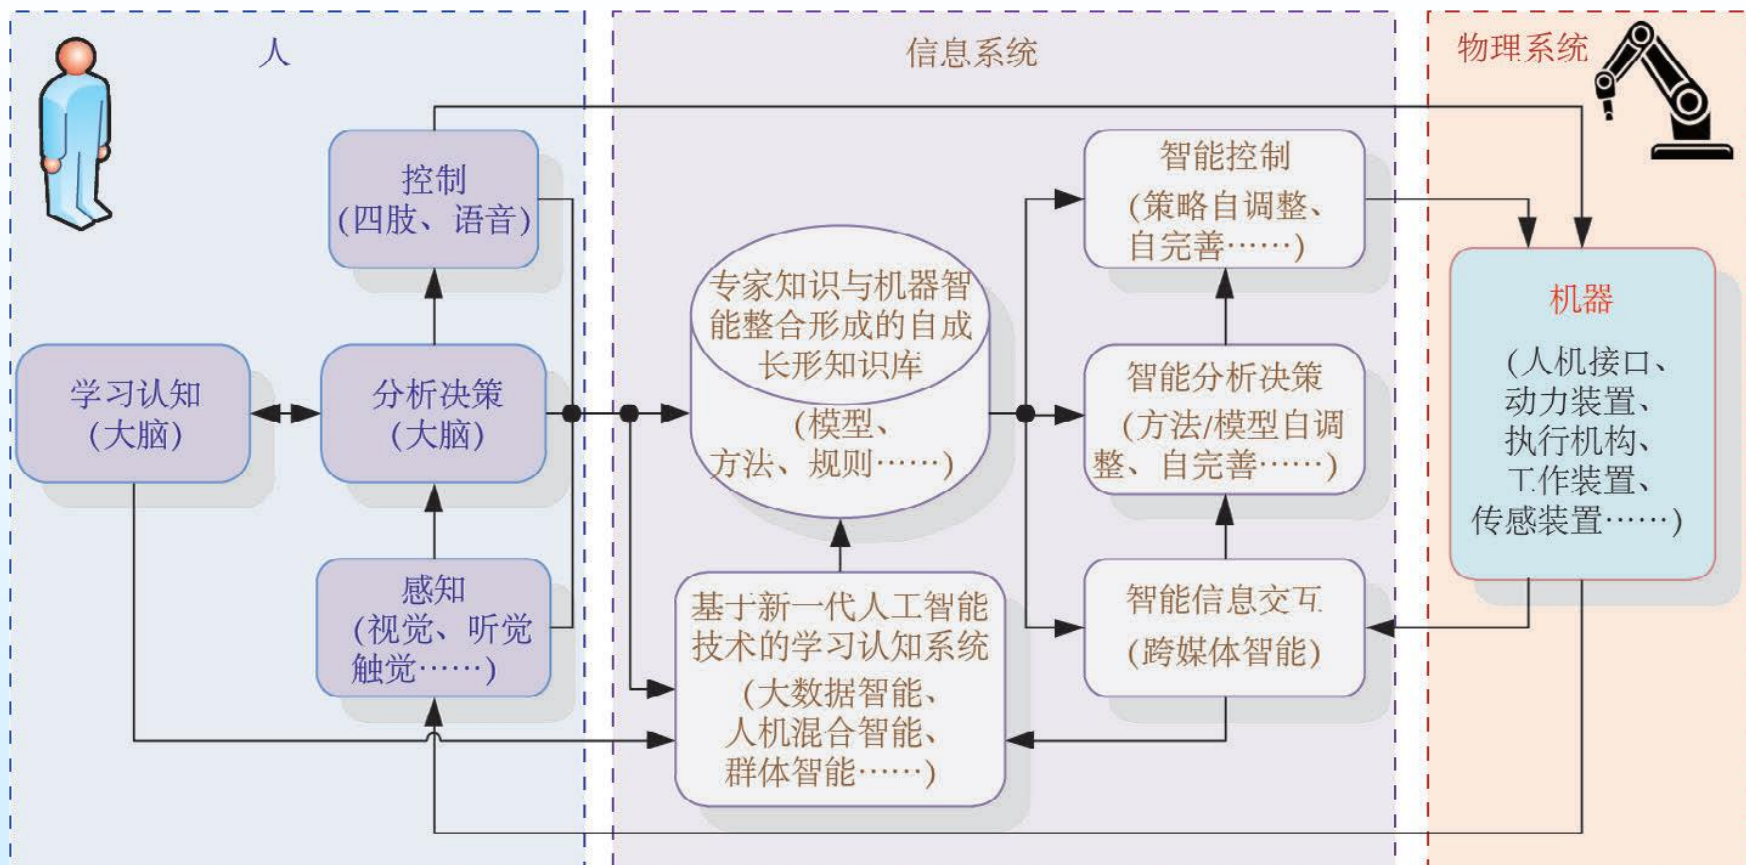 人
信息系统
物理系统
控制
(四肢、语音)
学习认知
(大脑)
分析决策
(大脑)
感知
(视觉、听觉
触觉……)
专家知识与机器智
能整合形成的自成
长形知识库
(模型、
方法、规则……)
基于新一代人工智能
技术的学习认知系统
(大数据智能、
人机混合智能、
群体智能……)
智能控制
(策略自调整、
自完善……)
智能分析决策
(方法/模型自调
整、自完善……)
智能信息交互
(跨媒体智能)
机器
(人机接口、
动力装置、
执行机构、
工作装置、
传感装置……)